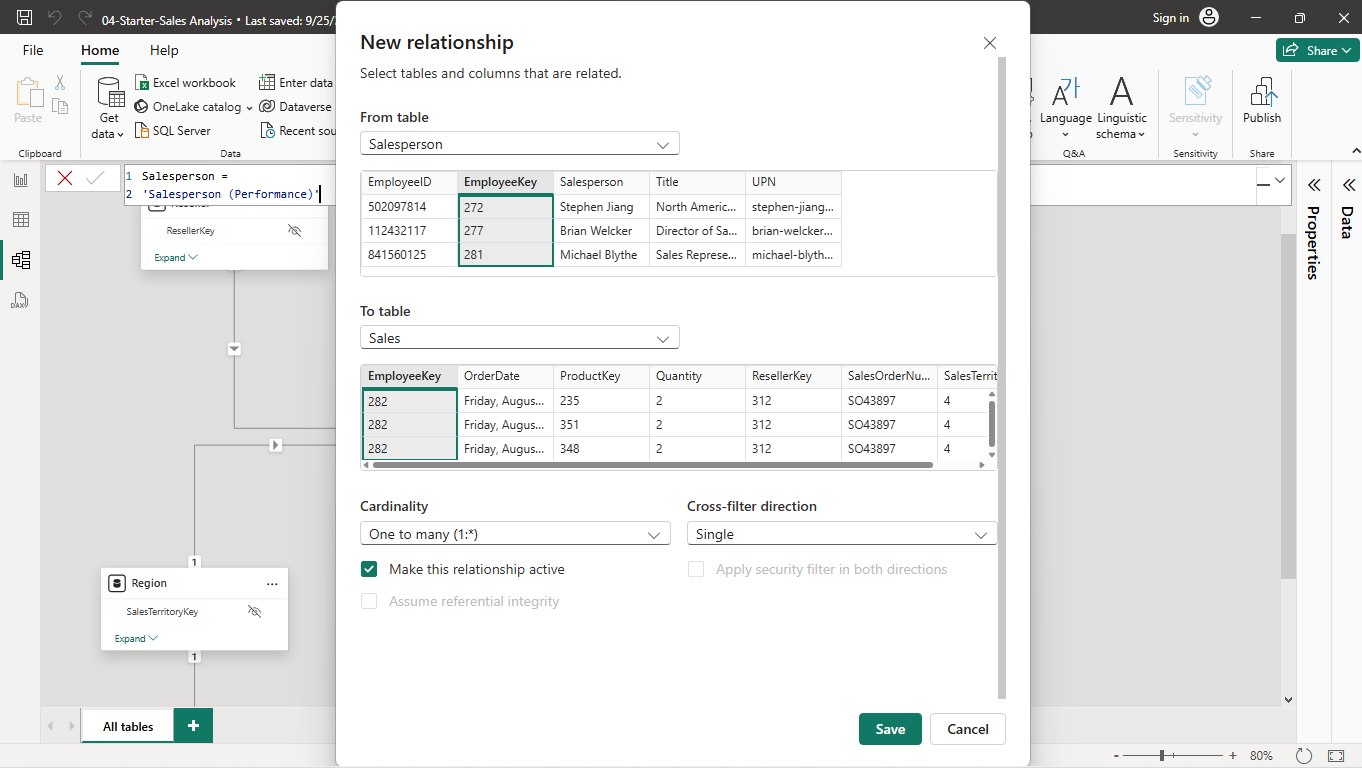 04-Starter-Sales Analysis • Last saved: 9/25/
Sign in
File
Home
Help
Share
Paste
Clipboard
Get data
Excel workbook
OneLake catalog
SQL Server
Enter data
Dataverse
Recent sou
Data
Language
Linguistic schema
Q&A
Sensitivity
Sensitivity
Publish
Share
1 Salesperson =
2 'Salesperson (Performance)'
ResellerKey
Expand
1
Region
SalesTerritoryKey
Expand
1
New relationship
Select tables and columns that are related.
From table
Salesperson
EmployeeID EmployeeKey Salesperson Title UPN
502097814 272 Stephen Jiang North Americ... stephen-jiang...
112432117 277 Brian Welcker Director of Sa... brian-welcker...
841560125 281 Michael Blythe Sales Represe... michael-blyth...
To table
Sales
EmployeeKey OrderDate ProductKey Quantity ResellerKey SalesOrderNu... SalesTerrit
282 Friday, Augus... 235 2 312 SO43897 4
282 Friday, Augus... 351 2 312 SO43897 4
282 Friday, Augus... 348 2 312 SO43897 4
Cardinality
One to many (1:*)
Cross-filter direction
Single
Make this relationship active
Apply security filter in both directions
Assume referential integrity
Save
Cancel
Properties
Data
All tables
+
- + 80%